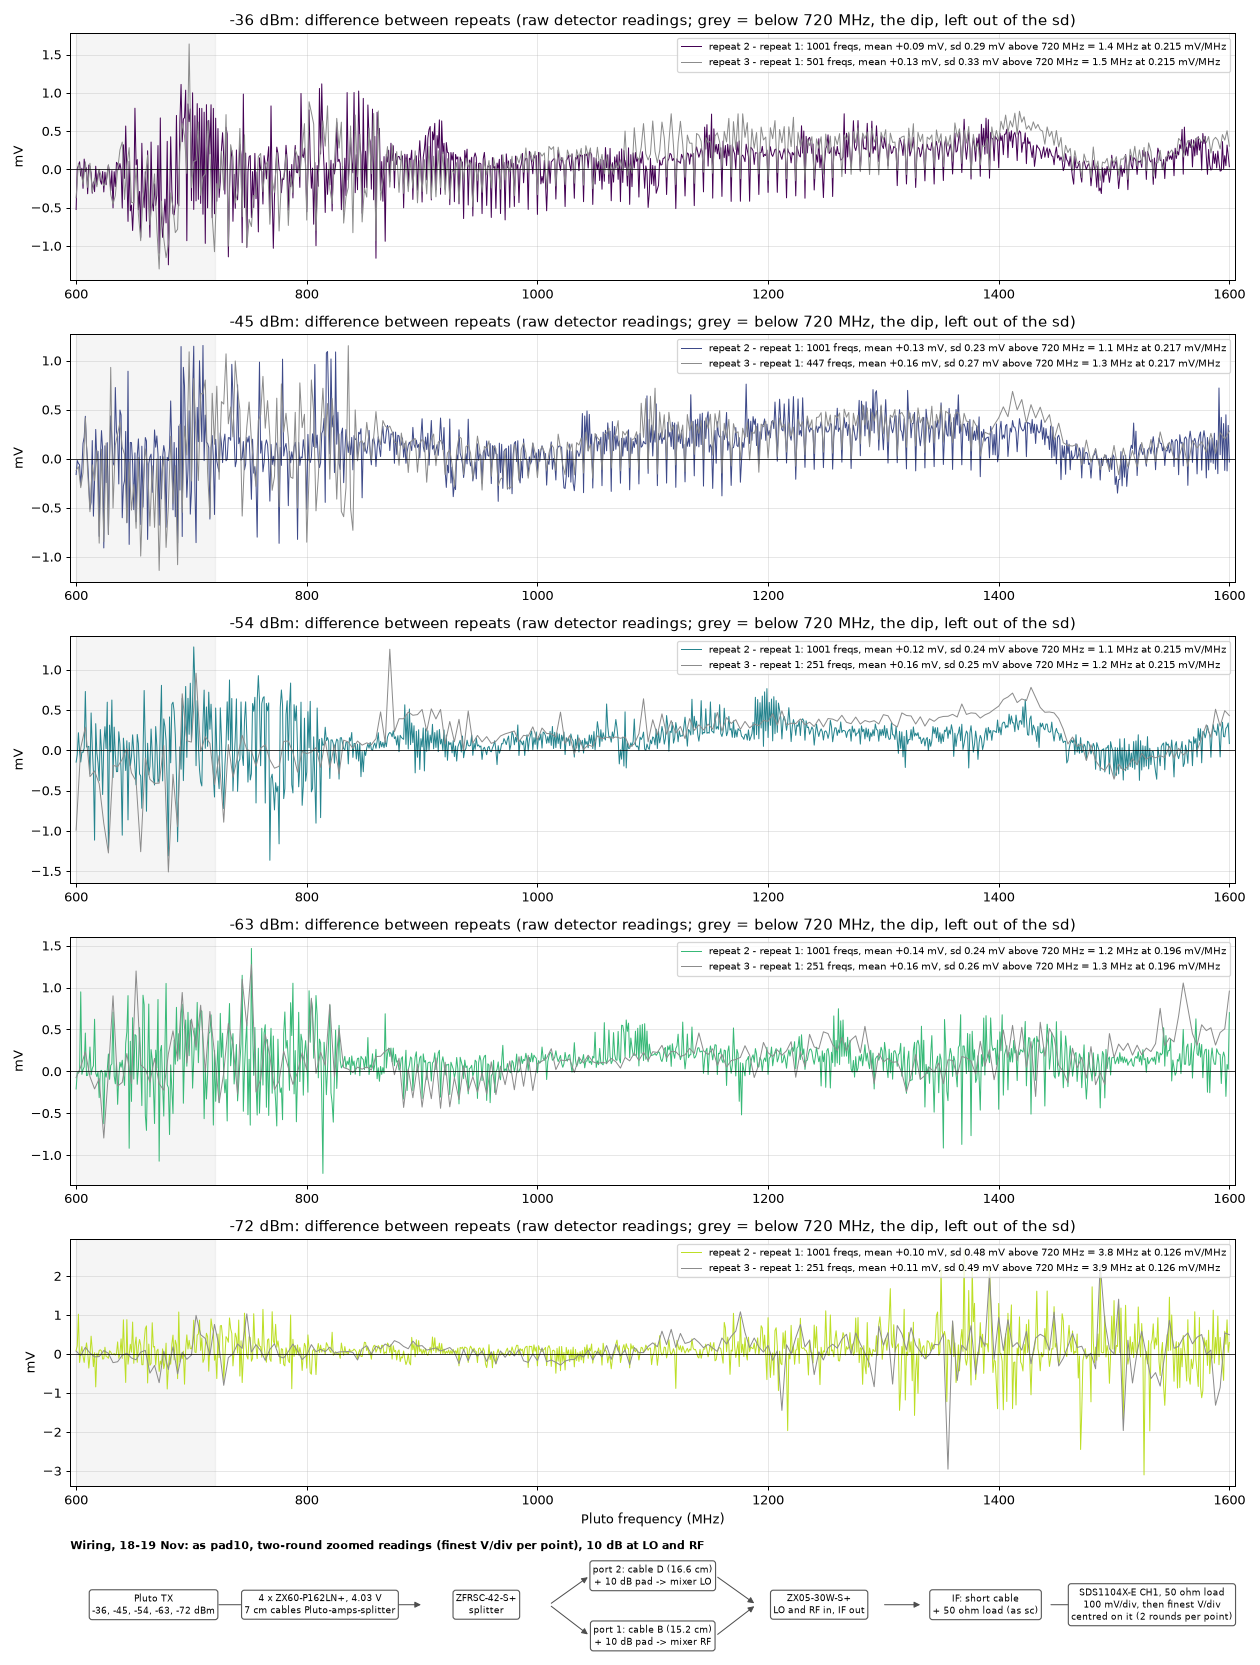 -36 dBm: difference between repeats (raw detector readings; grey = below 720 MHz, the dip, left out of the sd)
repeat 2 - repeat 1: 1001 freqs, mean +0.09 mV, sd 0.29 mV above 720 MHz = 1.4 MHz at 0.215 mV/MHz
repeat 3 - repeat 1: 501 freqs, mean +0.13 mV, sd 0.33 mV above 720 MHz = 1.5 MHz at 0.215 mV/MHz
mV
1.5
1.0
0.5
0.0
−0.5
−1.0
600 800 1000 1200 1400 1600
-45 dBm: difference between repeats (raw detector readings; grey = below 720 MHz, the dip, left out of the sd)
repeat 2 - repeat 1: 1001 freqs, mean +0.13 mV, sd 0.23 mV above 720 MHz = 1.1 MHz at 0.217 mV/MHz
repeat 3 - repeat 1: 447 freqs, mean +0.16 mV, sd 0.27 mV above 720 MHz = 1.3 MHz at 0.217 mV/MHz
mV
1.0
0.5
0.0
−0.5
−1.0
600 800 1000 1200 1400 1600
-54 dBm: difference between repeats (raw detector readings; grey = below 720 MHz, the dip, left out of the sd)
repeat 2 - repeat 1: 1001 freqs, mean +0.12 mV, sd 0.24 mV above 720 MHz = 1.1 MHz at 0.215 mV/MHz
repeat 3 - repeat 1: 251 freqs, mean +0.16 mV, sd 0.25 mV above 720 MHz = 1.2 MHz at 0.215 mV/MHz
mV
1.0
0.5
0.0
−0.5
−1.0
−1.5
600 800 1000 1200 1400 1600
-63 dBm: difference between repeats (raw detector readings; grey = below 720 MHz, the dip, left out of the sd)
repeat 2 - repeat 1: 1001 freqs, mean +0.14 mV, sd 0.24 mV above 720 MHz = 1.2 MHz at 0.196 mV/MHz
repeat 3 - repeat 1: 251 freqs, mean +0.16 mV, sd 0.26 mV above 720 MHz = 1.3 MHz at 0.196 mV/MHz
mV
1.5
1.0
0.5
0.0
−0.5
−1.0
600 800 1000 1200 1400 1600
-72 dBm: difference between repeats (raw detector readings; grey = below 720 MHz, the dip, left out of the sd)
repeat 2 - repeat 1: 1001 freqs, mean +0.10 mV, sd 0.48 mV above 720 MHz = 3.8 MHz at 0.126 mV/MHz
repeat 3 - repeat 1: 251 freqs, mean +0.11 mV, sd 0.49 mV above 720 MHz = 3.9 MHz at 0.126 mV/MHz
mV
2
1
0
−1
−2
−3
600 800 1000 1200 1400 1600
Pluto frequency (MHz)
Wiring, 18-19 Nov: as pad10, two-round zoomed readings (finest V/div per point), 10 dB at LO and RF
Pluto TX
-36, -45, -54, -63, -72 dBm
4 x ZX60-P162LN+, 4.03 V
7 cm cables Pluto-amps-splitter
ZFRSC-42-S+
splitter
port 2: cable D (16.6 cm)
+ 10 dB pad -> mixer LO
port 1: cable B (15.2 cm)
+ 10 dB pad -> mixer RF
ZX05-30W-S+
LO and RF in, IF out
IF: short cable
+ 50 ohm load (as sc)
SDS1104X-E CH1, 50 ohm load
100 mV/div, then finest V/div
centred on it (2 rounds per point)